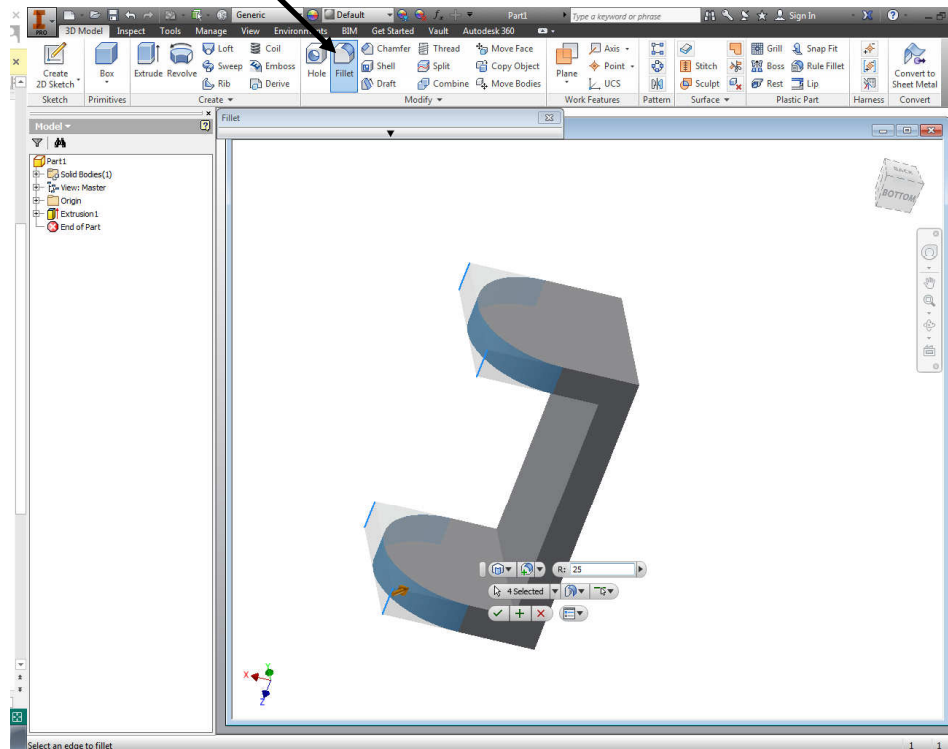 Generic
Default
Part1
Type a keyword or phrase
Sign In
PRO
3D Model Inspect Tools Manage View Environments BIM Get Started Vault Autodesk 360
Create 2D Sketch
Box
Extrude
Revolve
Loft
Coil
Sweep
Emboss
Rib
Derive
Hole
Fillet
Chamfer
Thread
Move Face
Shell
Split
Copy Object
Draft
Combine
Move Bodies
Plane
Axis
Point
UCS
Stitch
Sculpt
Grill
Snap Fit
Boss
Rule Fillet
Rest
Lip
Convert to Sheet Metal
Sketch
Primitives
Create
Modify
Work Features
Pattern
Surface
Plastic Part
Harness
Convert
Model
Fillet
Part1
Solid Bodies(1)
View: Master
Origin
Extrusion1
End of Part
BACK
BOTTOM
R: 25
4 Selected
X
Y
Z
Select an edge to fillet
1 1